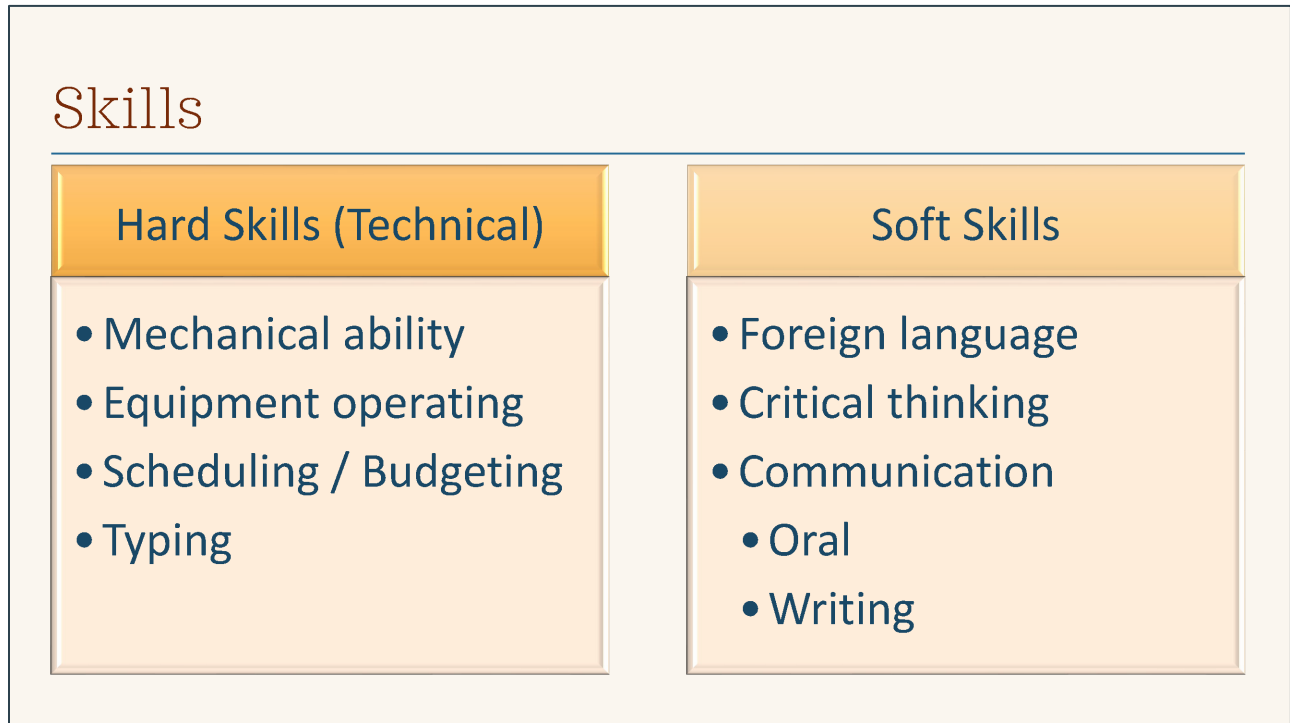 Skills
Hard Skills (Technical)
• Mechanical ability
• Equipment operating
• Scheduling / Budgeting
• Typing
Soft Skills
• Foreign language
• Critical thinking
• Communication
• Oral
• Writing